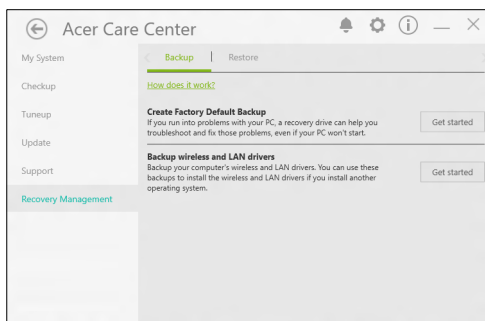 Acer Care Center
My System
Checkup
Tuneup
Update
Support
Recovery Management
Backup
Restore
How does it work?
Create Factory Default Backup
If you run into problems with your PC, a recovery drive can help you
troubleshoot and fix those problems, even if your PC won't start.
Get started
Backup wireless and LAN drivers
Backup your computer's wireless and LAN drivers. You can use these
backups to install the wireless and LAN drivers if you install another
operating system.
Get started